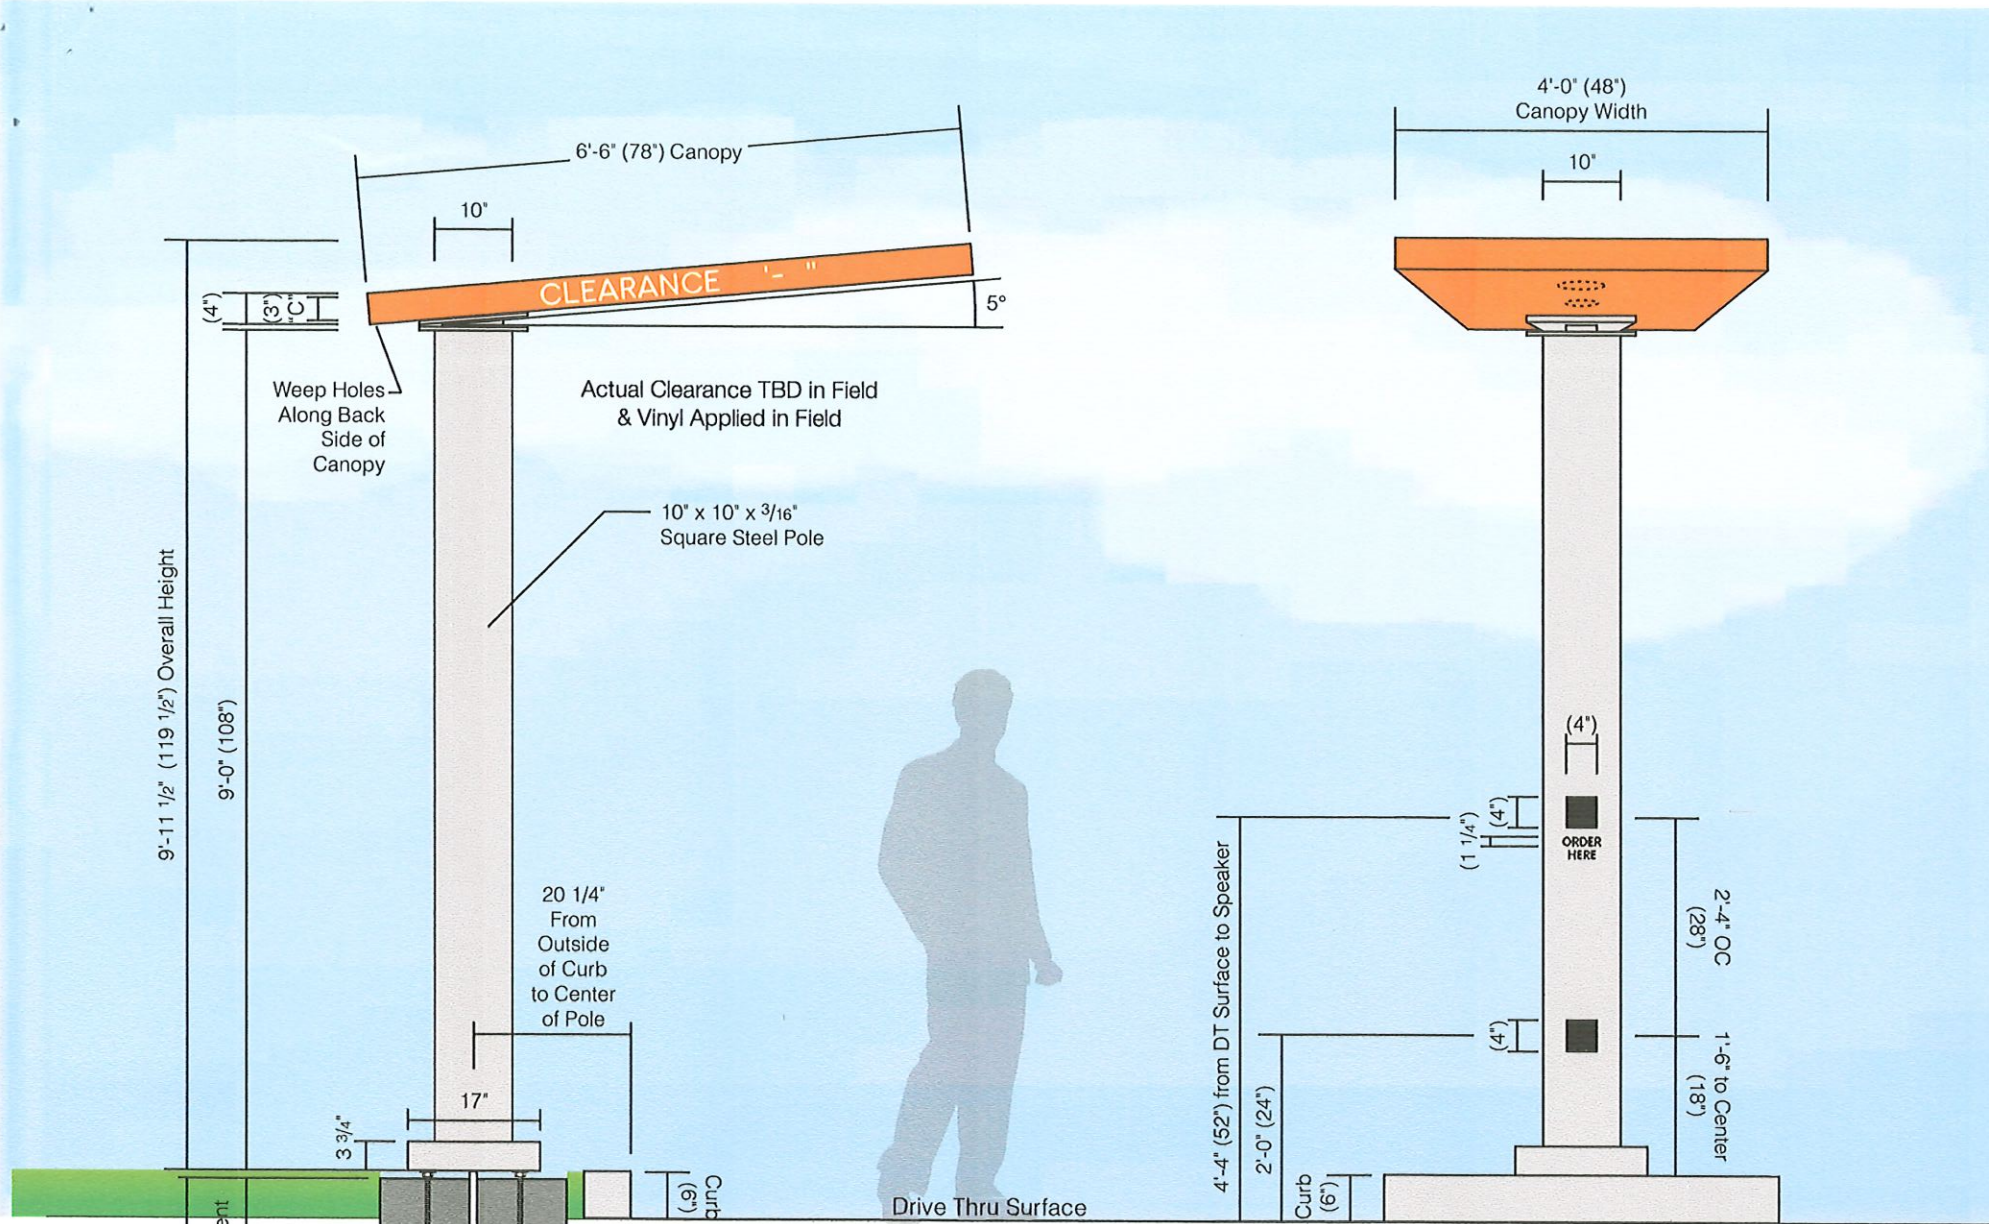 6'-6" (78") Canopy
10"
CLEARANCE '- "
5°
(4")
(3")
"C"
Weep Holes
Along Back
Side of
Canopy
Actual Clearance TBD in Field
& Vinyl Applied in Field
10" x 10" x 3/16"
Square Steel Pole
9'-11 1/2" (119 1/2") Overall Height
9'-0" (108")
20 1/4"
From
Outside
of Curb
to Center
of Pole
17"
3 3/4"
Curb
(6")
Drive Thru Surface
4'-0" (48")
Canopy Width
10"
(4")
(4")
(1 1/4")
ORDER
HERE
4'-4" (52") from DT Surface to Speaker
2'-4" OC
(28")
(4")
2'-0" (24")
1'-6" to Center
(18")
Curb
(6")